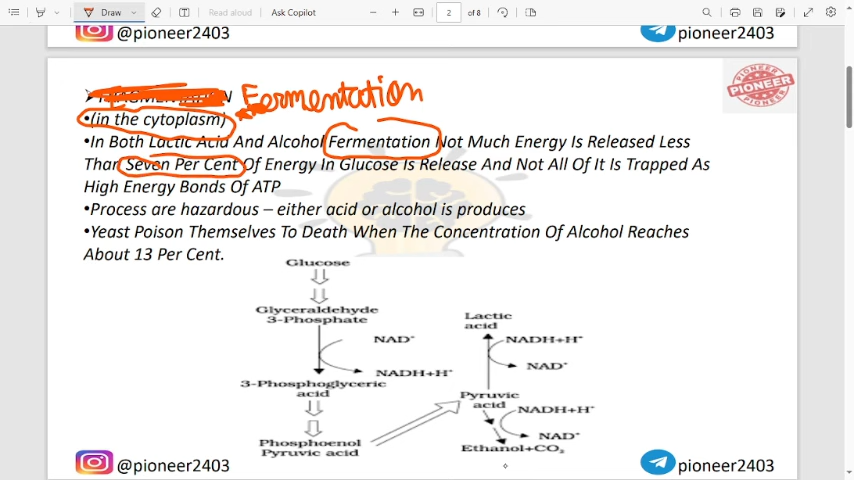 Draw
Read aloud
Ask Copilot
2
of 8
@pioneer2403
pioneer2403
Fermentation
PIONEER
•(in the cytoplasm)
•In Both Lactic Acid And Alcohol Fermentation Not Much Energy is Released Less
Than Seven Per Cent Of Energy In Glucose Is Release And Not All Of It Is Trapped As
High Energy Bonds Of ATP
•Process are hazardous – either acid or alcohol is produces
•Yeast Poison Themselves To Death When The Concentration Of Alcohol Reaches
About 13 Per Cent.
Glucose
Glyceraldehyde
3-Phosphate
NAD⁺
NADH+H⁺
3-Phosphoglyceric
acid
Phosphoenol
Pyruvic acid
Lactic
acid
NADH+H⁺
NAD⁺
Pyruvic
acid
NADH+H⁺
NAD⁺
Ethanol+CO₂
@pioneer2403
pioneer2403